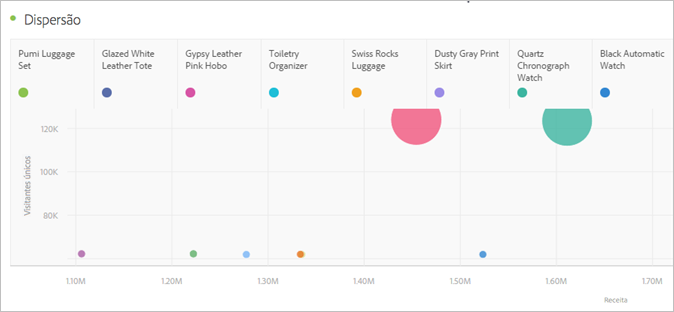 Dispersão
Pumi Luggage
Set
Glazed White
Leather Tote
Gypsy Leather
Pink Hobo
Toiletry
Organizer
Swiss Rocks
Luggage
Dusty Gray Print
Skirt
Quartz
Chronograph
Watch
Black Automatic
Watch
120K
100K
80K
Visitantes únicos
1.10M
1.20M
1.30M
1.40M
1.50M
1.60M
1.70M
Receita